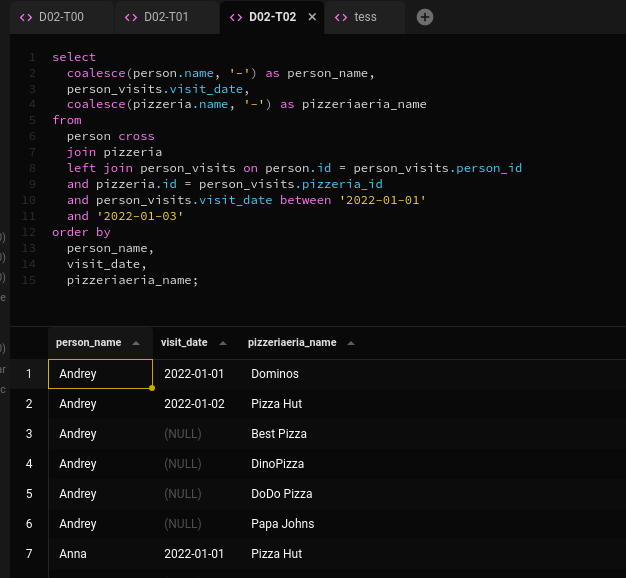 D02-T00 D02-T01 D02-T02 tess
1 select
2 coalesce(person.name, '-') as person_name,
3 person_visits.visit_date,
4 coalesce(pizzeria.name, '-') as pizzeriaeria_name
5 from
6 person cross
7 join pizzeria
8 left join person_visits on person.id = person_visits.person_id
9 and pizzeria.id = person_visits.pizzeria_id
10 and person_visits.visit_date between '2022-01-01'
11 and '2022-01-03'
12 order by
13 person_name,
14 visit_date,
15 pizzeriaeria_name;
person_name visit_date pizzeriaeria_name
1 Andrey 2022-01-01 Dominos
2 Andrey 2022-01-02 Pizza Hut
3 Andrey (NULL) Best Pizza
4 Andrey (NULL) DinoPizza
5 Andrey (NULL) DoDo Pizza
6 Andrey (NULL) Papa Johns
7 Anna 2022-01-01 Pizza Hut